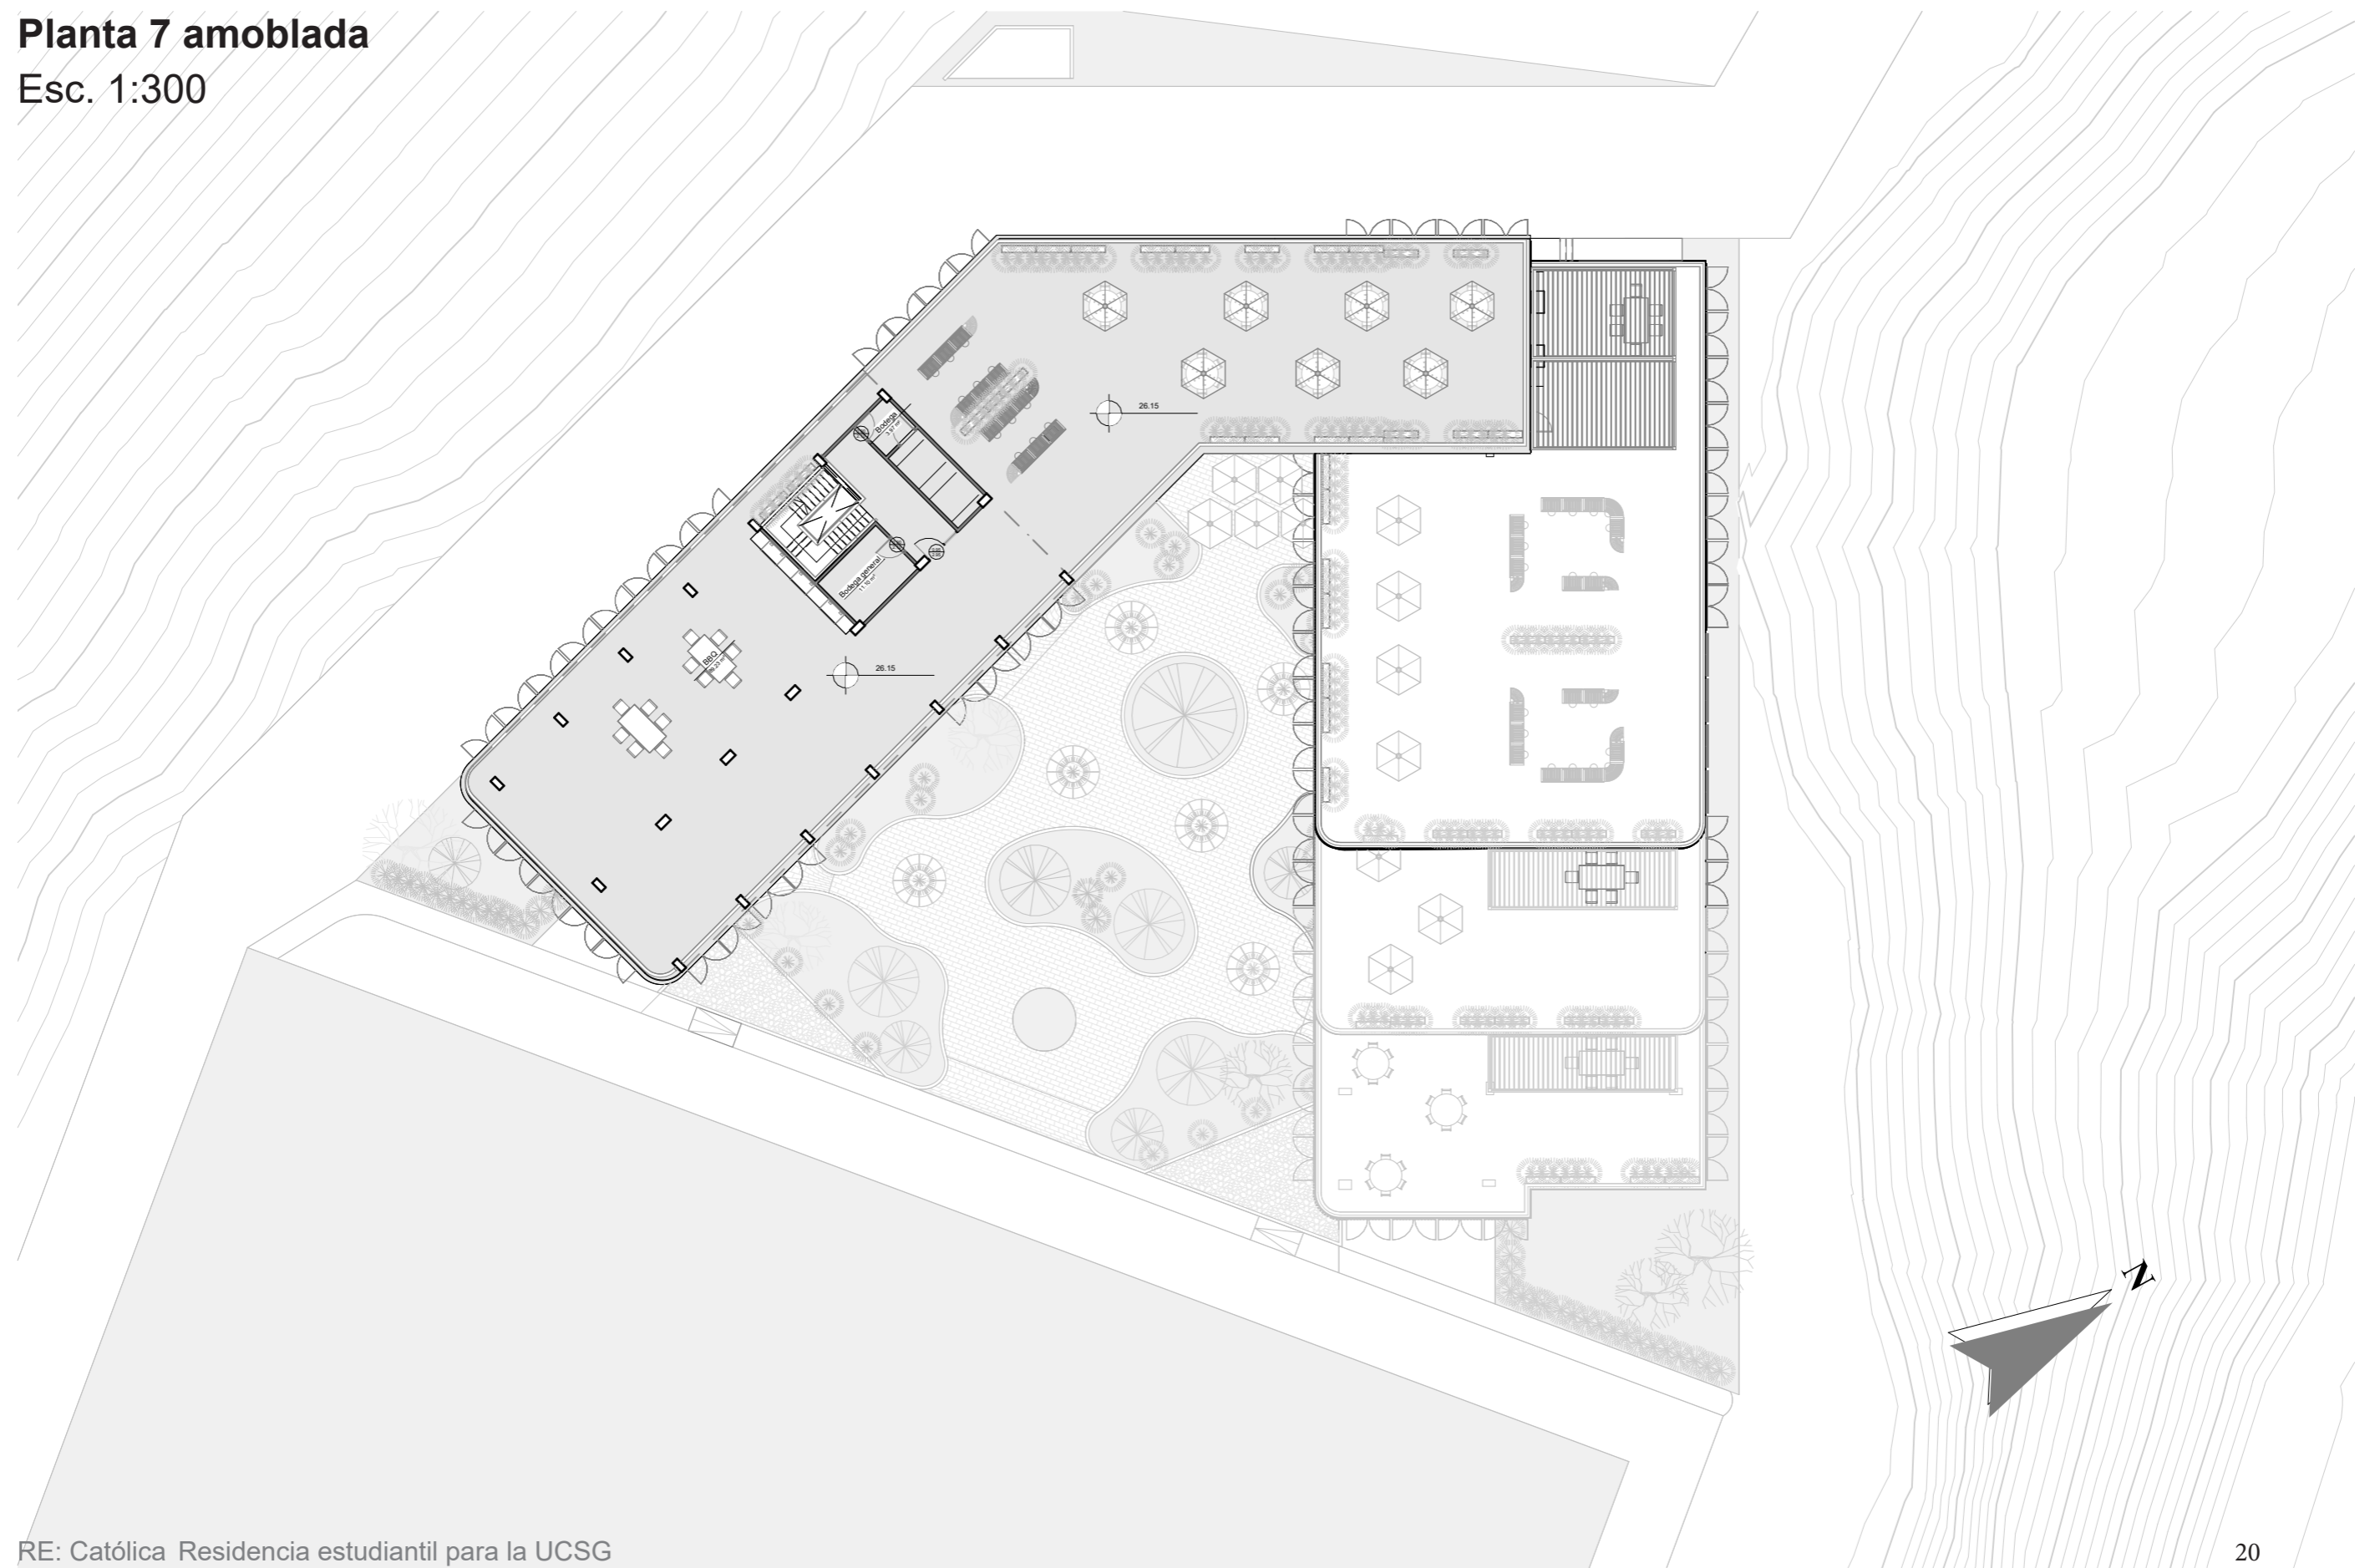 Planta 7 amoblada
Esc. 1:300
26.15
Bodega
Bodega general
BBQ
26.15
N
RE: Católica Residencia estudiantil para la UCSG
20